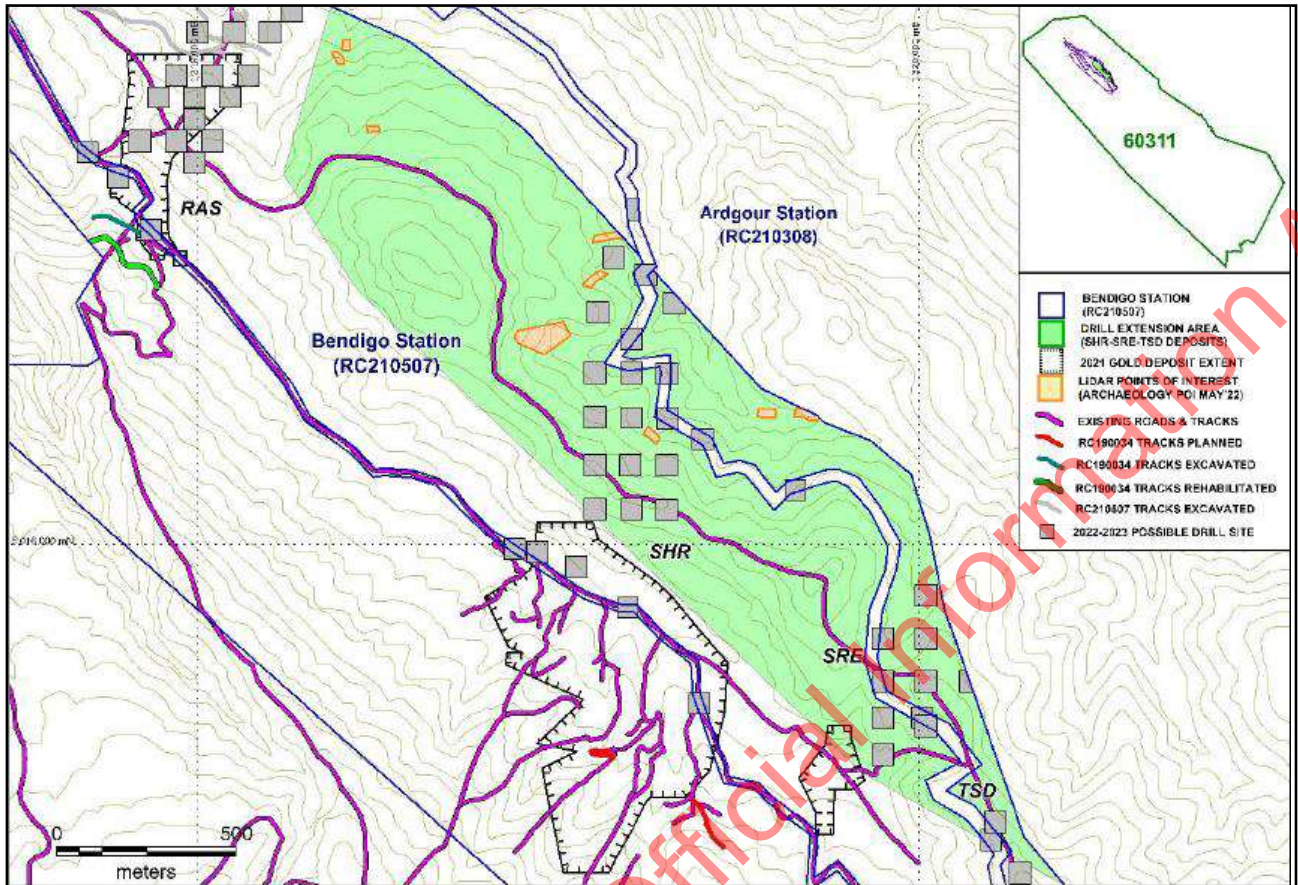 60311
RAS
Ardgour Station
(RC210308)
Bendigo Station
(RC210507)
SHR
SRE
TSD
0 500
meters
BENDIGO STATION
(RC210507)
DRILL EXTENSION AREA
(SHR-SRE-TSD DEPOSITS)
2021 GOLD DEPOSIT EXTENT
LiDAR POINTS OF INTEREST
(ARCHAEOLOGY POI MAY'22)
EXISTING ROADS & TRACKS
RC190034 TRACKS PLANNED
RC190034 TRACKS EXCAVATED
RC190034 TRACKS REHABILITATED
TRACKS EXCAVATED
2022-2023 POSSIBLE DRILL SITE
Official Information